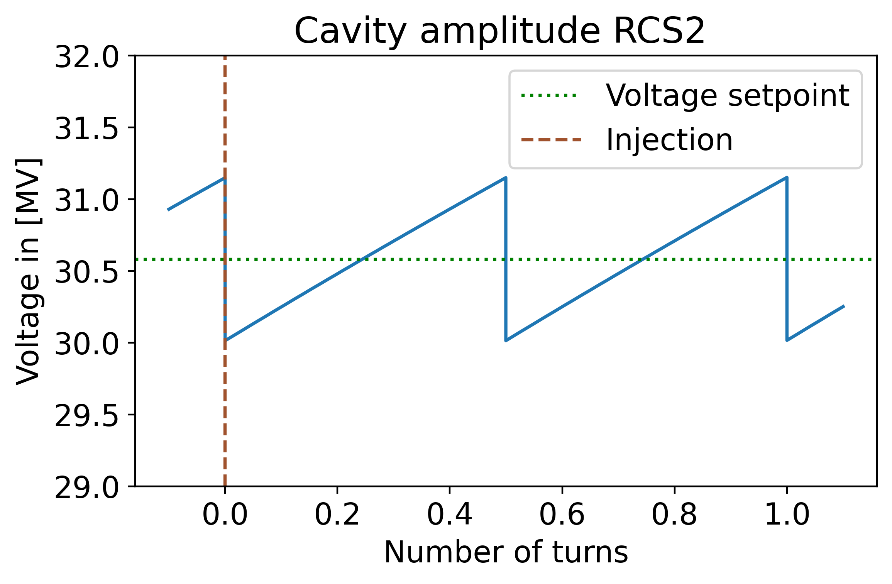 Cavity amplitude RCS2
Voltage in [MV]
32.0
31.5
31.0
30.5
30.0
29.5
29.0
Voltage setpoint
Injection
0.0 0.2 0.4 0.6 0.8 1.0
Number of turns